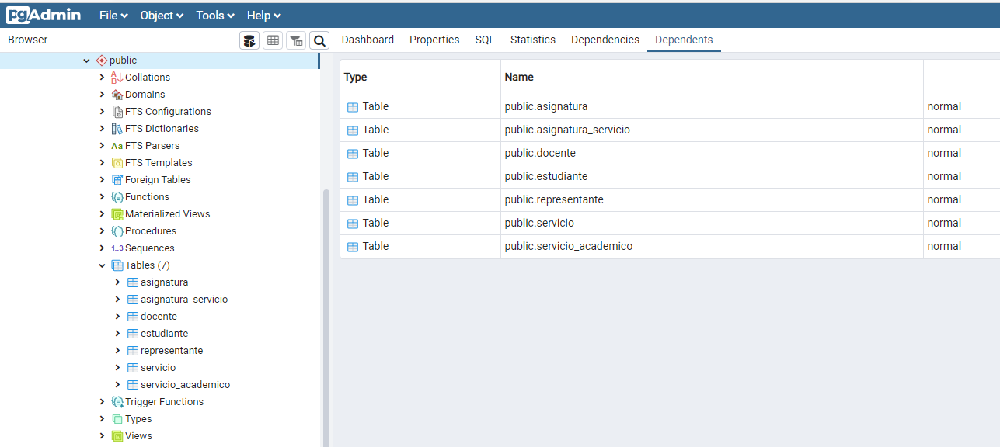 pgAdmin File Object Tools Help
Browser
Dashboard Properties SQL Statistics Dependencies Dependents
public
Collations
Domains
FTS Configurations
FTS Dictionaries
Aa FTS Parsers
FTS Templates
Foreign Tables
Functions
Materialized Views
Procedures
1..3 Sequences
Tables (7)
asignatura
asignatura_servicio
docente
estudiante
representante
servicio
servicio_academico
Trigger Functions
Types
Views
Type Name
Table public.asignatura normal
Table public.asignatura_servicio normal
Table public.docente normal
Table public.estudiante normal
Table public.representante normal
Table public.servicio normal
Table public.servicio_academico normal